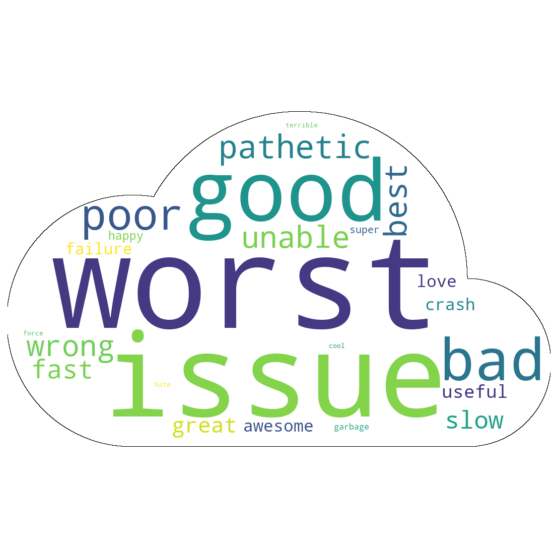 terrible
pathetic
good
best
poor
super
happy
unable
failure
worst
love
crash
force
wrong
cool
issue
bad
fast
hate
useful
great
awesome
garbage
slow